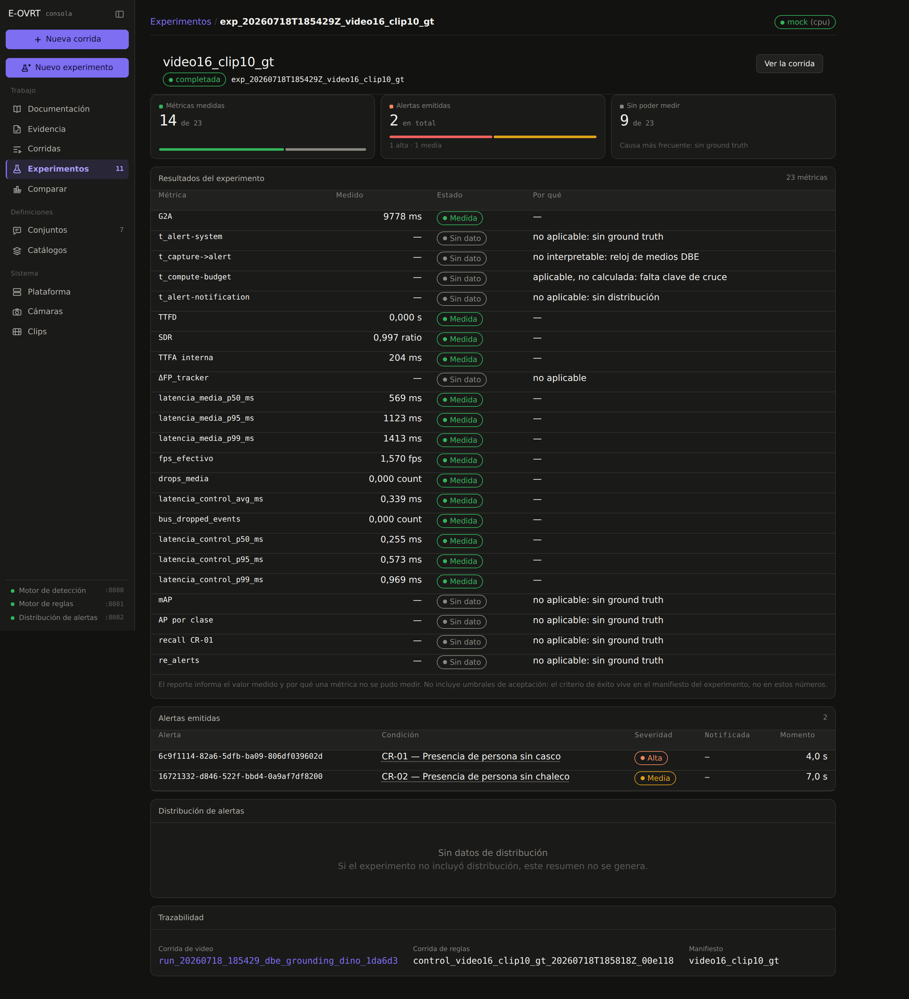 E-OVRT consola
+ Nueva corrida
Nuevo experimento
Trabajo
Documentación
Evidencia
Corridas
Experimentos 11
Comparar
Definiciones
Conjuntos 7
Catálogos
Sistema
Plataforma
Cámaras
Clips
Motor de detección :8080
Motor de reglas :8081
Distribución de alertas :8082
Experimentos / exp_20260718T185429Z_video16_clip10_gt
mock (cpu)
video16_clip10_gt
Ver la corrida
completada exp_20260718T185429Z_video16_clip10_gt
Métricas medidas
14 de 23
Alertas emitidas
2 en total
1 alta · 1 media
Sin poder medir
9 de 23
Causa más frecuente: sin ground truth
Resultados del experimento 23 métricas
Métrica Medido Estado Por qué
G2A 9778 ms Medida —
t_alert-system — Sin dato no aplicable: sin ground truth
t_capture->alert — Sin dato no interpretable: reloj de medios DBE
t_compute-budget — Sin dato aplicable, no calculada: falta clave de cruce
t_alert-notification — Sin dato no aplicable: sin distribución
TTFD 0,000 s Medida —
SDR 0,997 ratio Medida —
TTFA interna 204 ms Medida —
ΔFP_tracker — Sin dato no aplicable
latencia_media_p50_ms 569 ms Medida —
latencia_media_p95_ms 1123 ms Medida —
latencia_media_p99_ms 1413 ms Medida —
fps_efectivo 1,570 fps Medida —
drops_media 0,000 count Medida —
latencia_control_avg_ms 0,339 ms Medida —
bus_dropped_events 0,000 count Medida —
latencia_control_p50_ms 0,255 ms Medida —
latencia_control_p95_ms 0,573 ms Medida —
latencia_control_p99_ms 0,969 ms Medida —
mAP — Sin dato no aplicable: sin ground truth
AP por clase — Sin dato no aplicable: sin ground truth
recall CR-01 — Sin dato no aplicable: sin ground truth
re_alerts — Sin dato no aplicable: sin ground truth
El reporte informa el valor medido y por qué una métrica no se pudo medir. No incluye umbrales de aceptación: el criterio de éxito vive en el manifiesto del experimento, no en estos números.
Alertas emitidas 2
Alerta Condición Severidad Notificada Momento
6c9f1114-82a6-5dfb-ba09-806df039602d CR-01 — Presencia de persona sin casco Alta — 4,0 s
16721332-d846-522f-bbd4-0a9af7df8200 CR-02 — Presencia de persona sin chaleco Media — 7,0 s
Distribución de alertas
Sin datos de distribución
Si el experimento no incluyó distribución, este resumen no se genera.
Trazabilidad
Corrida de video Corrida de reglas Manifiesto
run_20260718_185429_dbe_grounding_dino_1da6d3 control_video16_clip10_gt_20260718T185818Z_00e118 video16_clip10_gt